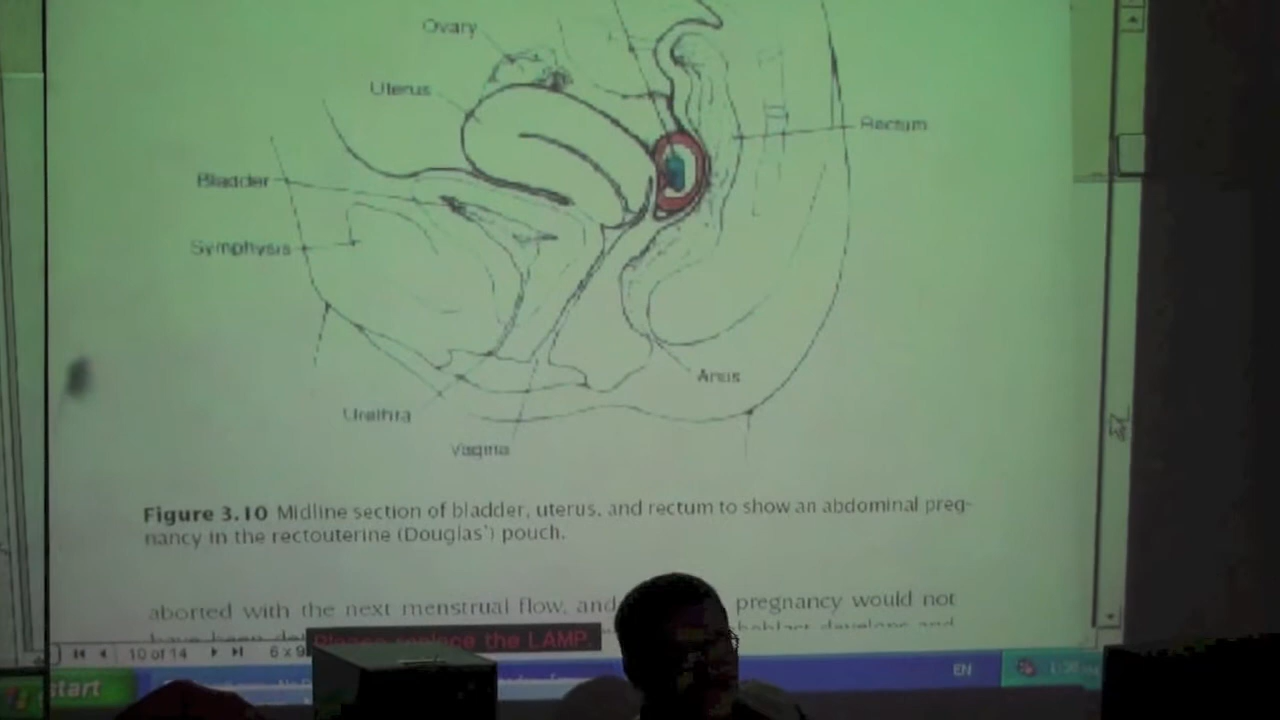 Ovary
Uterus
Rectum
Bladder
Symphysis
Anus
Urethra
Vagina
Figure 3.10 Midline section of bladder, uterus, and rectum to show an abdominal preg-
nancy in the rectouterine (Douglas') pouch.
aborted with the next menstrual flow, and pregnancy would not
develops and
Please replace the LAMP.
10 of 14
start
EN